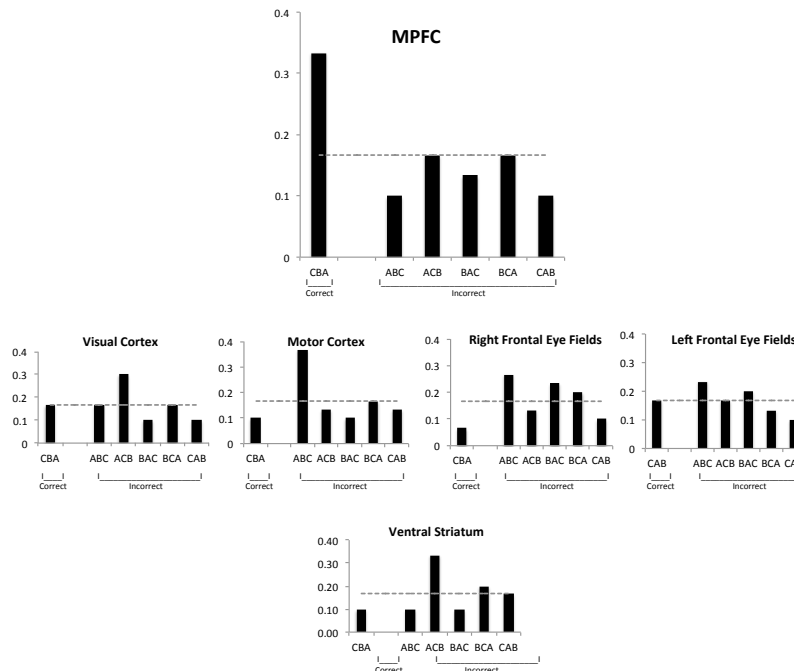 MPFC
0.4
0.3
0.2
0.1
0
CBA ABC ACB BAC BCA CAB
Correct Incorrect
Visual Cortex
0.4
0.3
0.2
0.1
0
CBA ABC ACB BAC BCA CAB
Correct Incorrect
Motor Cortex
0.4
0.3
0.2
0.1
0
CBA ABC ACB BAC BCA CAB
Correct Incorrect
Right Frontal Eye Fields
0.4
0.3
0.2
0.1
0
CBA ABC ACB BAC BCA CAB
Correct Incorrect
Left Frontal Eye Fields
0.4
0.3
0.2
0.1
0
CAB ABC ACB BAC BCA CA
Correct Incorrect
Ventral Striatum
0.40
0.30
0.20
0.10
0.00
CBA ABC ACB BAC BCA CAB
Correct Incorrect